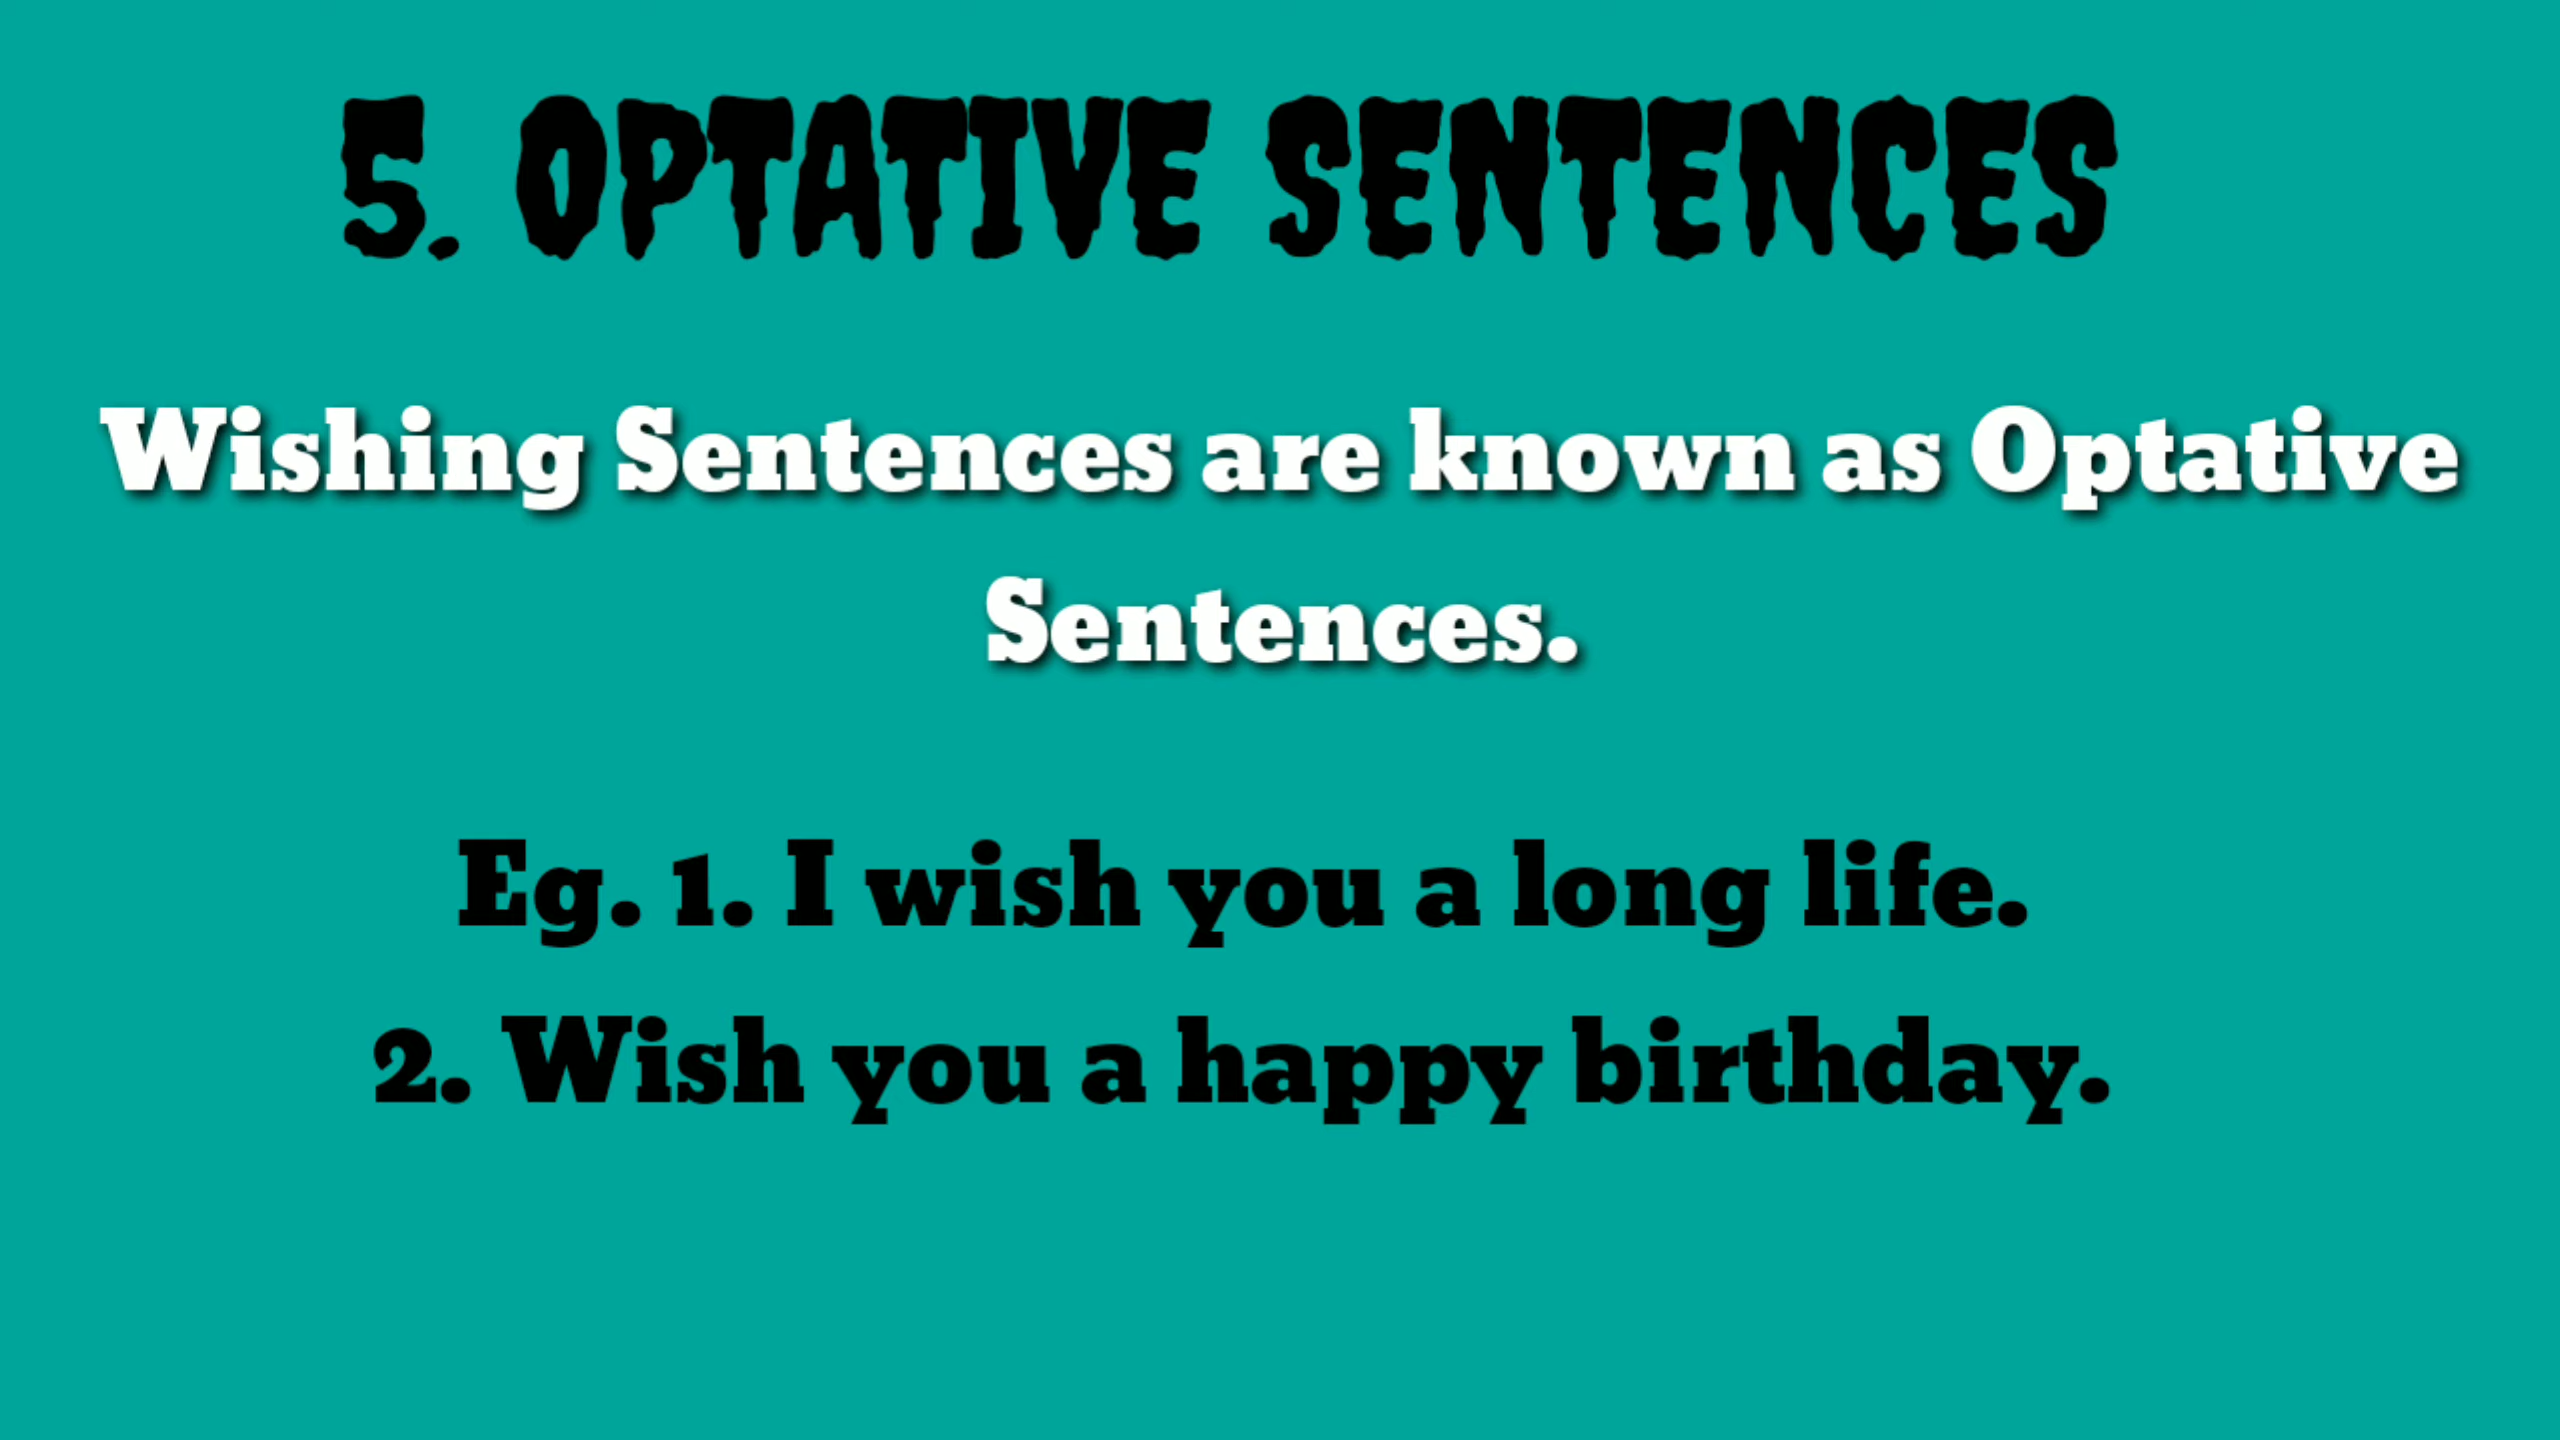 5. OPTATIVE SENTENCES
Wishing Sentences are known as Optative
Sentences.
Eg. 1. I wish you a long life.
2. Wish you a happy birthday.